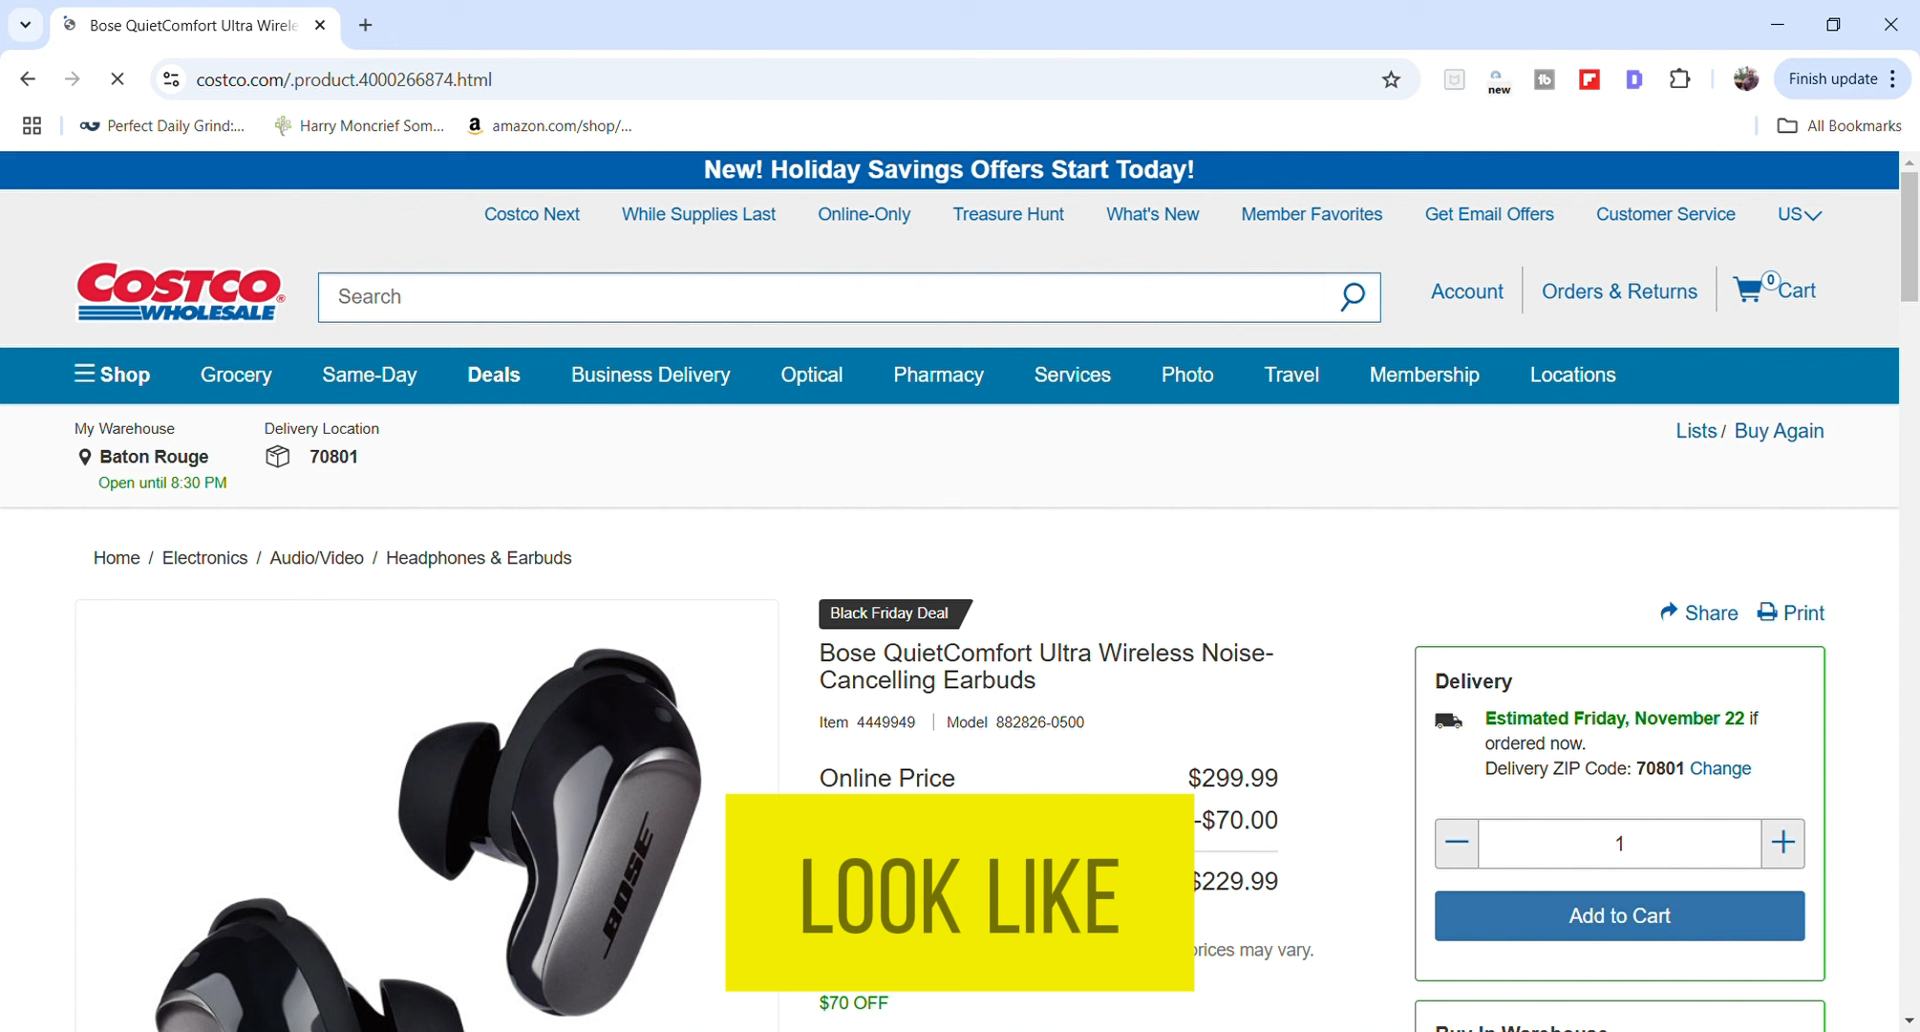 Bose QuietComfort Ultra Wirele
costco.com/.product.4000266874.html
new
Finish update
Perfect Daily Grind:...
Harry Moncrief Som...
amazon.com/shop/...
All Bookmarks
New! Holiday Savings Offers Start Today!
Costco Next
While Supplies Last
Online-Only
Treasure Hunt
What's New
Member Favorites
Get Email Offers
Customer Service
US
COSTCO
WHOLESALE
Search
Account
Orders & Returns
0
Cart
Shop
Grocery
Same-Day
Deals
Business Delivery
Optical
Pharmacy
Services
Photo
Travel
Membership
Locations
My Warehouse
Baton Rouge
Open until 8:30 PM
Delivery Location
70801
Lists / Buy Again
Home / Electronics / Audio/Video / Headphones & Earbuds
BOSE
Black Friday Deal
Bose QuietComfort Ultra Wireless Noise-
Cancelling Earbuds
Item 4449949 | Model 882826-0500
Online Price $299.99
-$70.00
$229.99
LOOK LIKE
prices may vary.
$70 OFF
Share
Print
Delivery
Estimated Friday, November 22 if
ordered now.
Delivery ZIP Code: 70801 Change
1
Add to Cart